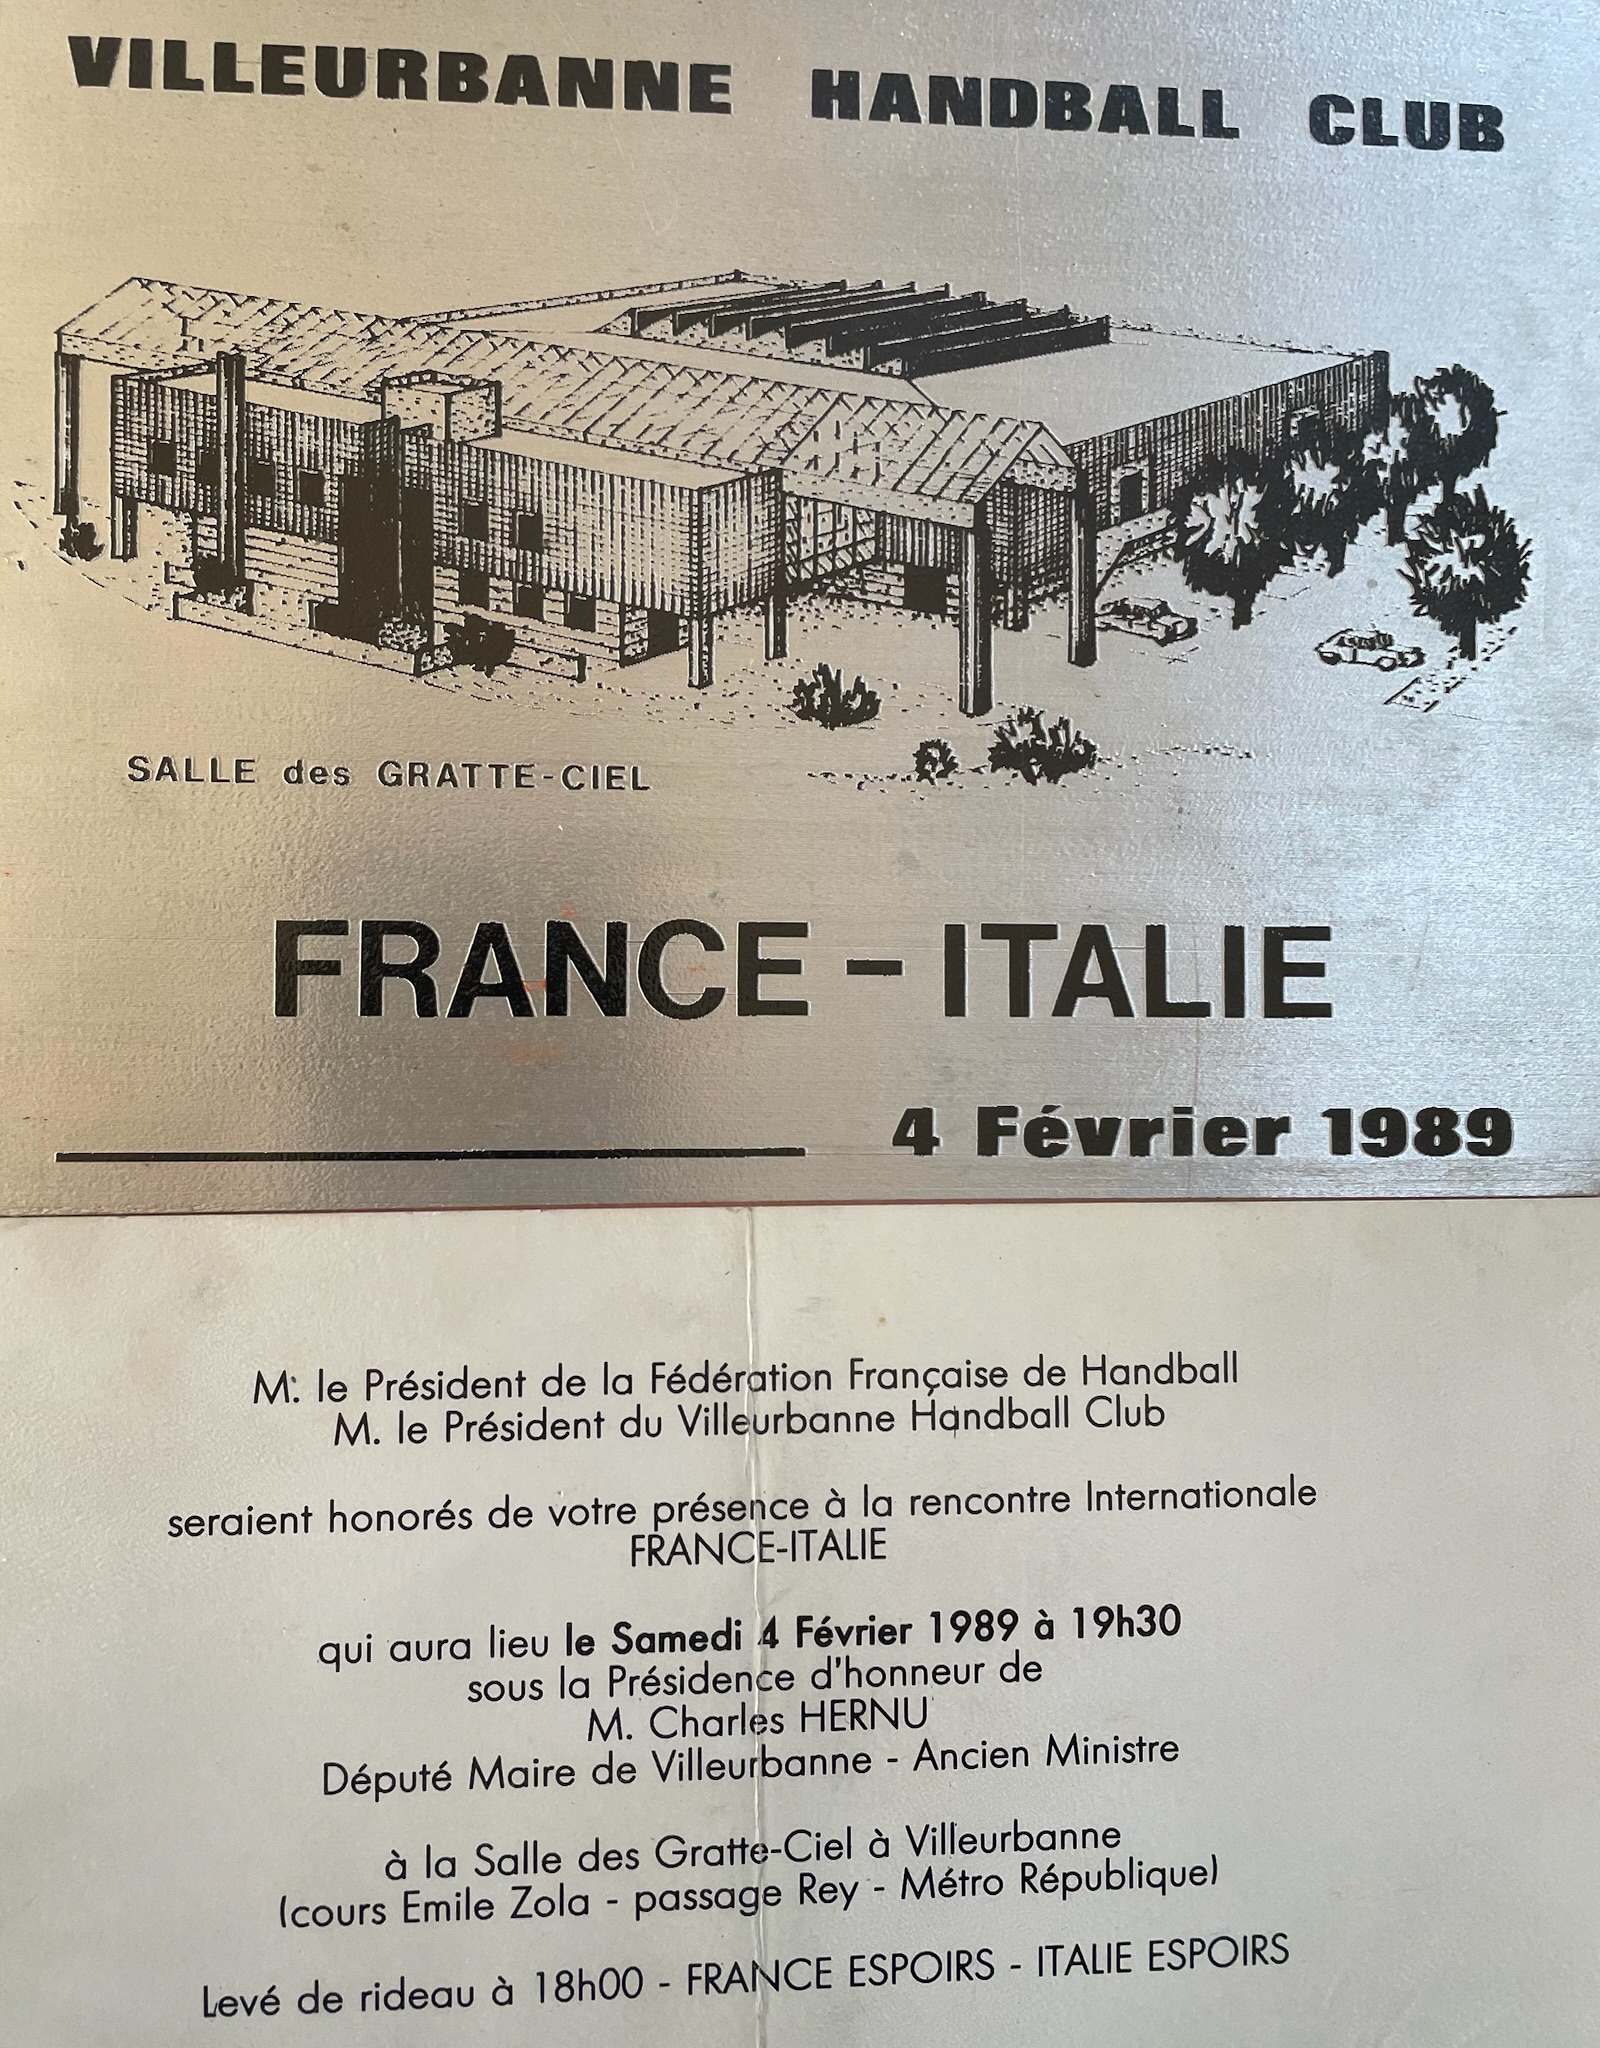 VILLEURBANNE HANDBALL CLUB
SALLE des GRATTE-CIEL
FRANCE - ITALIE
4 Février 1989
M. le Président de la Fédération Française de Handball
M. le Président du Villeurbanne Handball Club
seraient honorés de votre présence à la rencontre Internationale
FRANCE-ITALIE
qui aura lieu le Samedi 4 Février 1989 à 19h30
sous la Présidence d'honneur de
M. Charles HERNU
Député Maire de Villeurbanne - Ancien Ministre
à la Salle des Gratte-Ciel à Villeurbanne
(cours Emile Zola - passage Rey - Métro République)
Levé de rideau à 18h00 - FRANCE ESPOIRS - ITALIE ESPOIRS